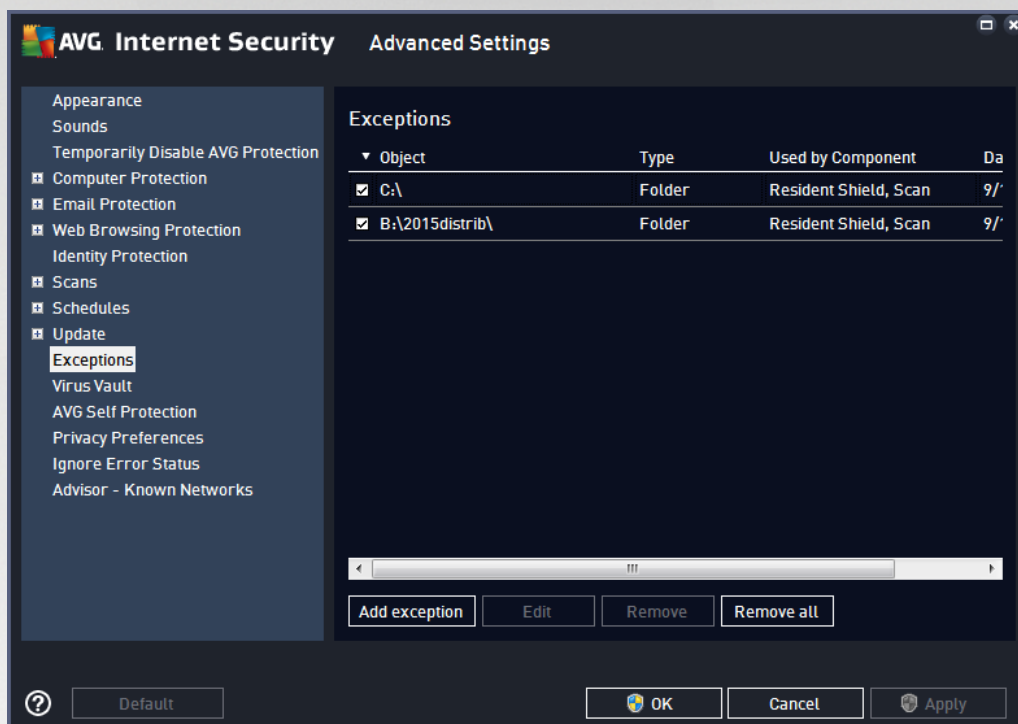 AVG. Internet Security Advanced Settings
Appearance
Sounds
Temporarily Disable AVG Protection
Computer Protection
Email Protection
Web Browsing Protection
Identity Protection
Scans
Schedules
Update
Exceptions
Virus Vault
AVG Self Protection
Privacy Preferences
Ignore Error Status
Advisor - Known Networks
Exceptions
Object Type Used by Component Da
C:\ Folder Resident Shield, Scan 9/
B:\2015distrib\ Folder Resident Shield, Scan 9/
Add exception Edit Remove Remove all
Default OK Cancel Apply